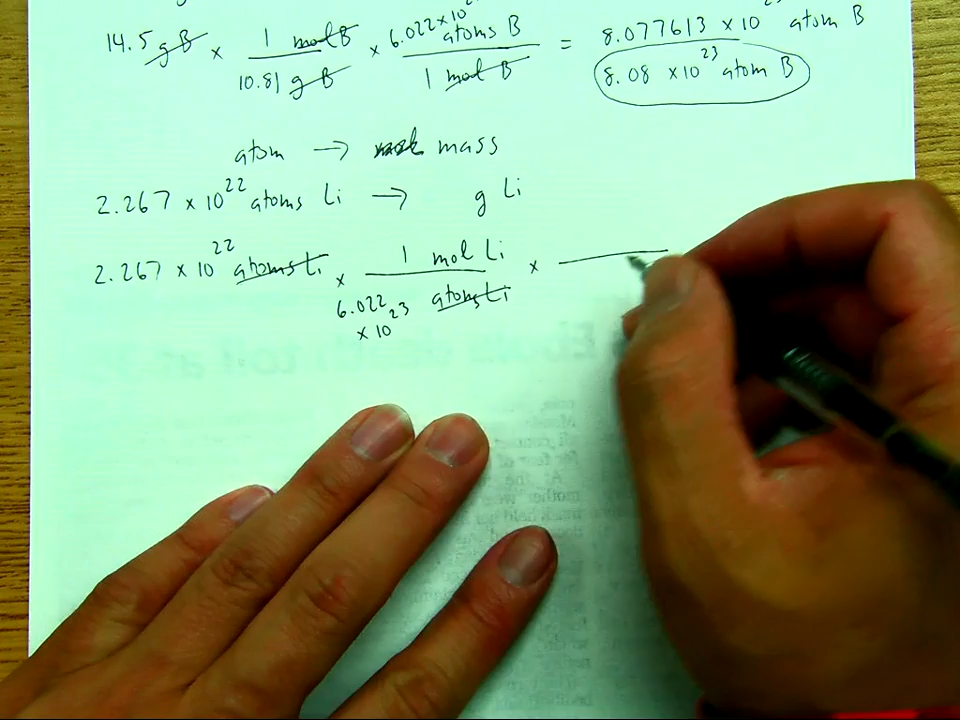 14.5 g B × 1 mol B / 10.81 g B × 6.022×10 atoms B / 1 mol B = 8.077613 × 10 atom B
8.08 ×10^23 atom B
atom → mass
2.267 × 10^22 atoms Li → g Li
2.267 × 10^22 atoms Li × 1 mol Li / 6.022 ×10^23 atoms Li ×